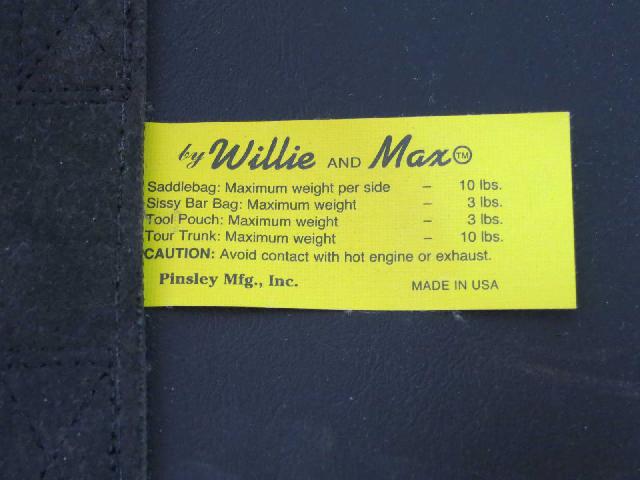 by Willie AND Max TM
Saddlebag: Maximum weight per side – 10 lbs.
Sissy Bar Bag: Maximum weight – 3 lbs.
Tool Pouch: Maximum weight – 3 lbs.
Tour Trunk: Maximum weight – 10 lbs.
CAUTION: Avoid contact with hot engine or exhaust.
Pinsley Mfg., Inc. MADE IN USA